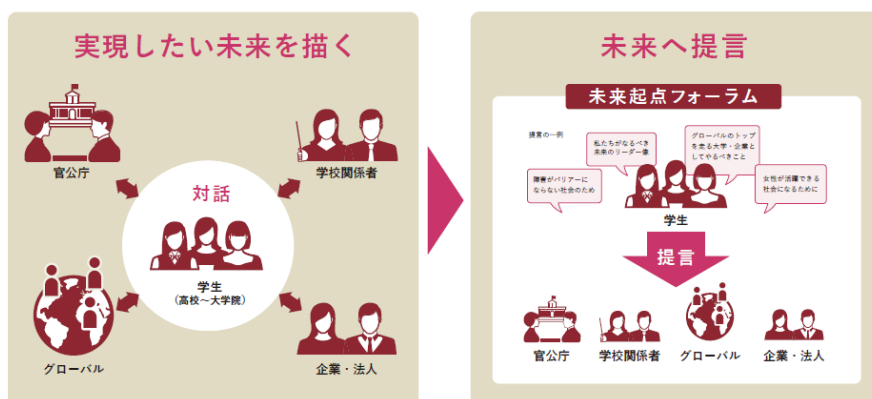 実現したい未来を描く
官公庁
学校関係者
対話
学生
(高校～大学院)
グローバル
企業・法人
未来へ提言
未来起点フォーラム
提言の一例
障害がバリアーに
ならない社会のため
私たちがなるべき
未来のリーダー像
グローバルのトップ
を走る大学・企業と
してやるべきこと
女性が活躍できる
社会になるために
学生
提言
官公庁
学校関係者
グローバル
企業・法人